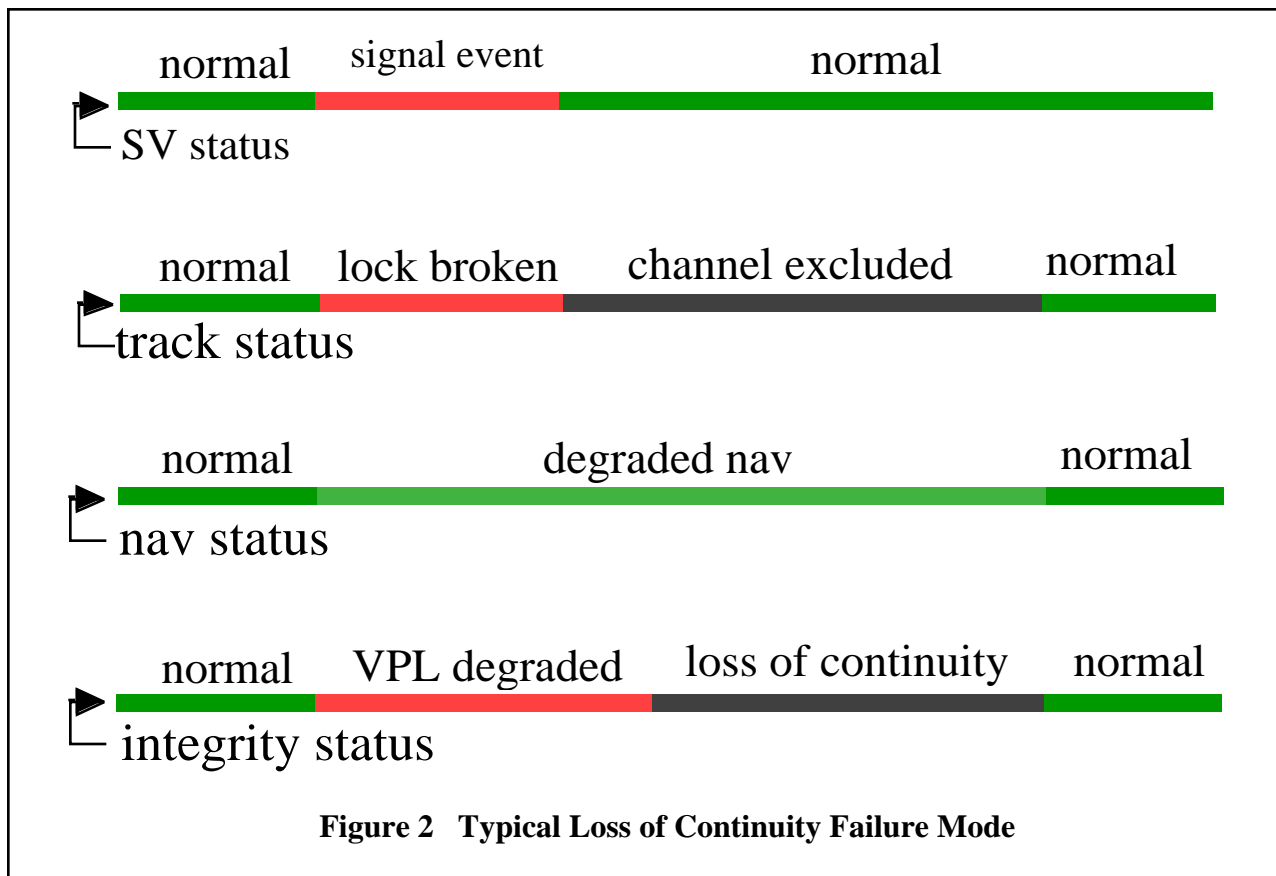 normal signal event normal
SV status
normal lock broken channel excluded normal
track status
normal degraded nav normal
nav status
normal VPL degraded loss of continuity normal
integrity status
Figure 2 Typical Loss of Continuity Failure Mode